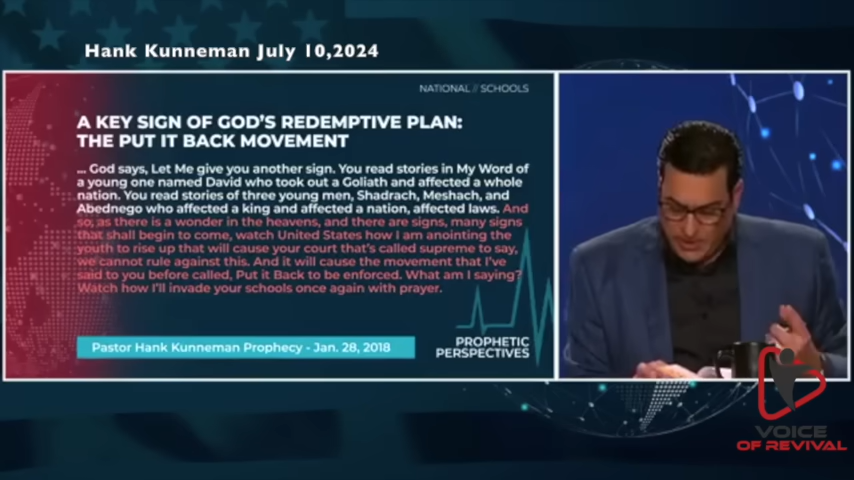 Hank Kunneman July 10,2024
NATIONAL // SCHOOLS
A KEY SIGN OF GOD'S REDEMPTIVE PLAN:
THE PUT IT BACK MOVEMENT
... God says, Let Me give you another sign. You read stories in My Word of
a young one named David who took out a Goliath and affected a whole
nation. You read stories of three young men, Shadrach, Meshach, and
Abednego who affected a king and affected a nation, affected laws. And
so, as there is a wonder in the heavens, and there are signs, many signs
that shall begin to come, watch United States how I am anointing the
youth to rise up that will cause your court that's called supreme to say,
we cannot rule against this. And it will cause the movement that I've
said to you before called, Put it Back to be enforced. What am I saying?
Watch how I'll invade your schools once again with prayer.
Pastor Hank Kunneman Prophecy - Jan. 28, 2018
PROPHETIC
PERSPECTIVES
VOICE
OF REVIVAL